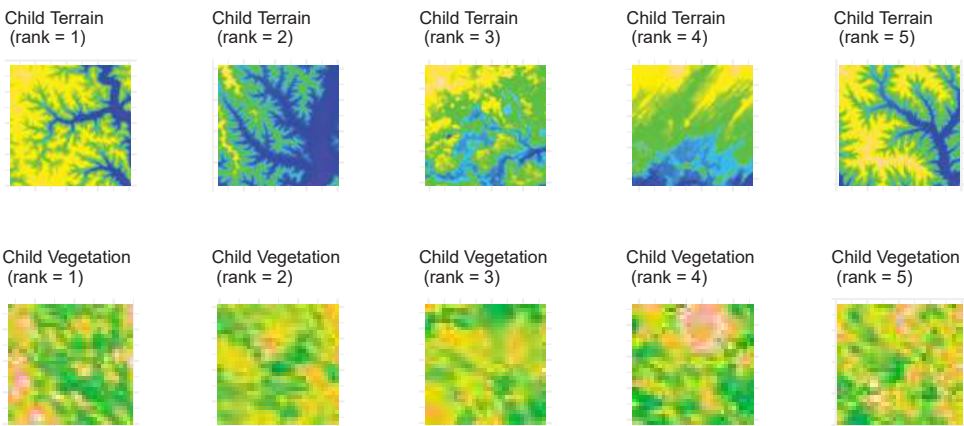 Child Terrain
(rank = 1)
Child Terrain
(rank = 2)
Child Terrain
(rank = 3)
Child Terrain
(rank = 4)
Child Terrain
(rank = 5)
Child Vegetation
(rank = 1)
Child Vegetation
(rank = 2)
Child Vegetation
(rank = 3)
Child Vegetation
(rank = 4)
Child Vegetation
(rank = 5)